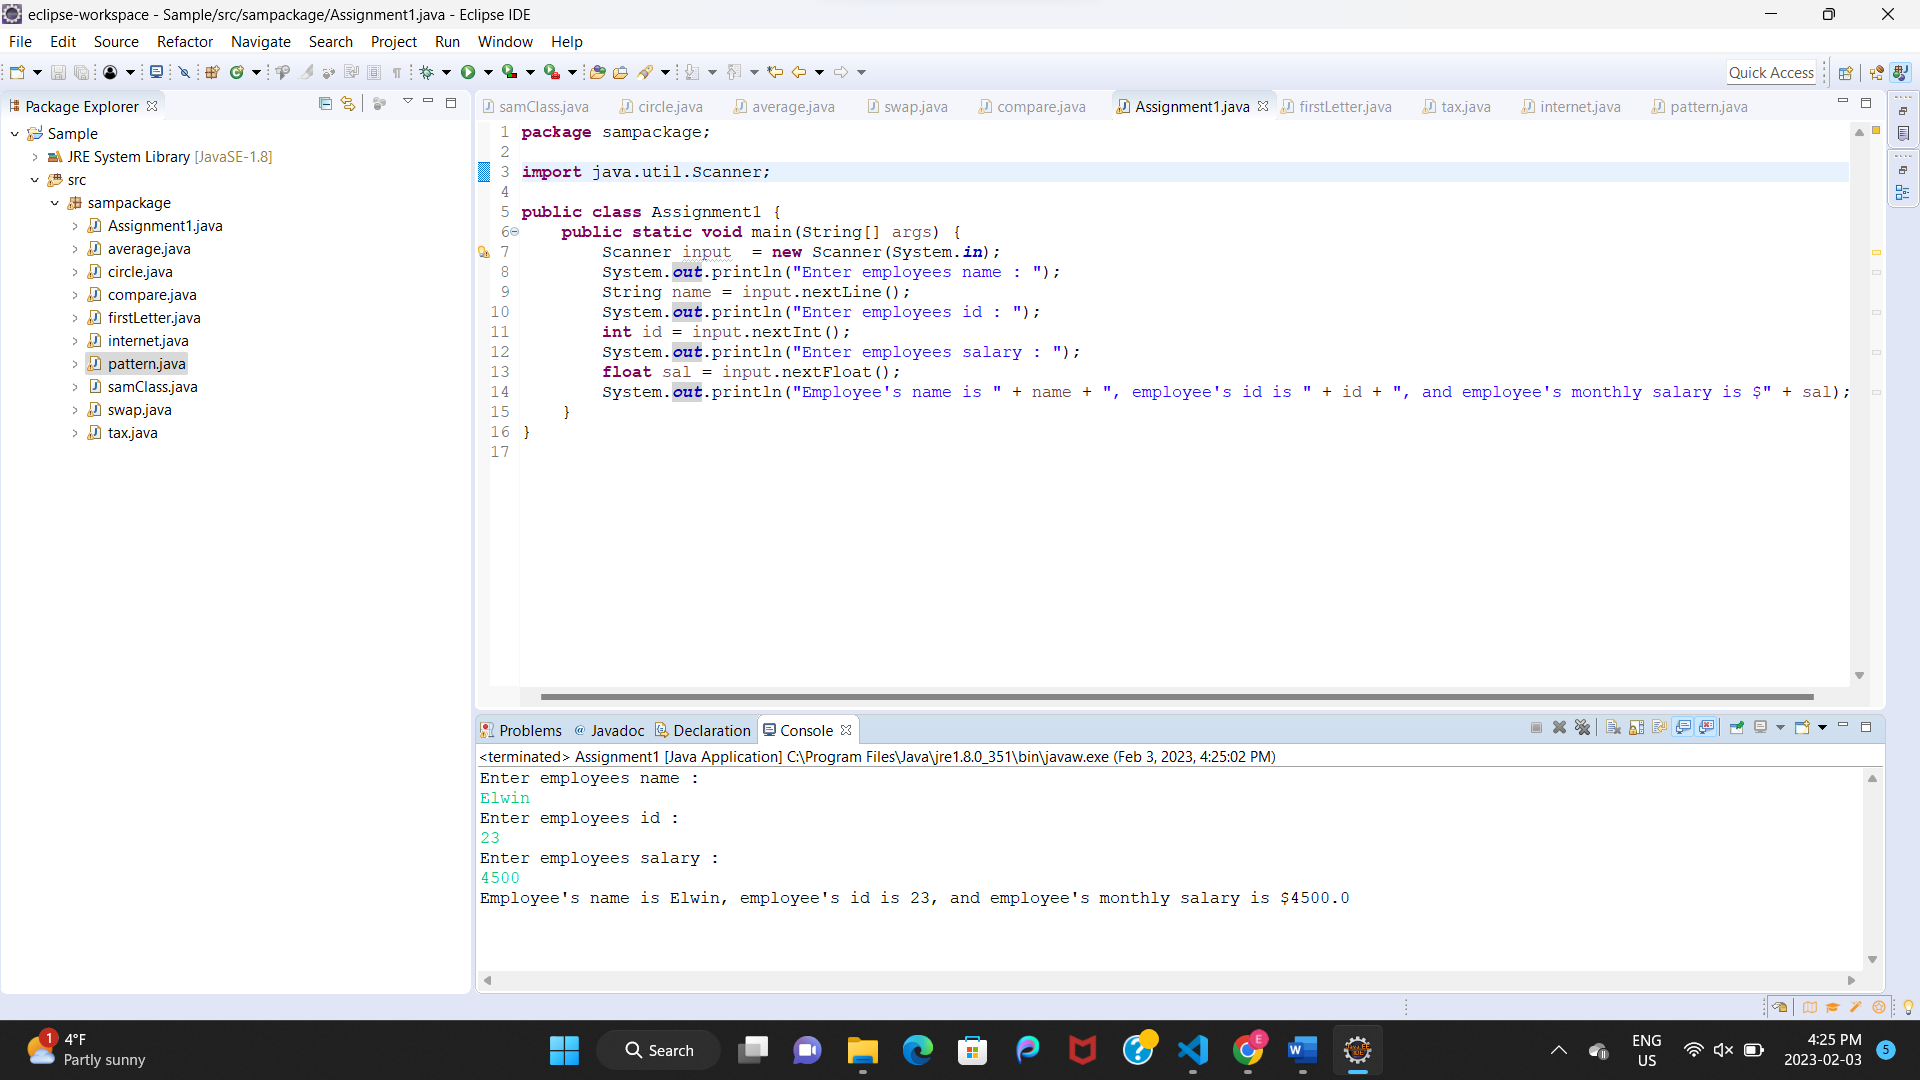 eclipse-workspace - Sample/src/sampackage/Assignment1.java - Eclipse IDE
File Edit Source Refactor Navigate Search Project Run Window Help
Quick Access
Package Explorer
Sample
JRE System Library [JavaSE-1.8]
src
sampackage
Assignment1.java
average.java
circle.java
compare.java
firstLetter.java
internet.java
pattern.java
samClass.java
swap.java
tax.java
samClass.java circle.java average.java swap.java compare.java Assignment1.java firstLetter.java tax.java internet.java pattern.java
1 package sampackage;
2
3 import java.util.Scanner;
4
5 public class Assignment1 {
6 public static void main(String[] args) {
7 Scanner input  = new Scanner(System.in);
8 System.out.println("Enter employees name : ");
9 String name = input.nextLine();
10 System.out.println("Enter employees id : ");
11 int id = input.nextInt();
12 System.out.println("Enter employees salary : ");
13 float sal = input.nextFloat();
14 System.out.println("Employee's name is " + name + ", employee's id is " + id + ", and employee's monthly salary is $" + sal);
15 }
16 }
17
Problems @ Javadoc Declaration Console
<terminated> Assignment1 [Java Application] C:\Program Files\Java\jre1.8.0_351\bin\javaw.exe (Feb 3, 2023, 4:25:02 PM)
Enter employees name :
Elwin
Enter employees id :
23
Enter employees salary :
4500
Employee's name is Elwin, employee's id is 23, and employee's monthly salary is $4500.0
1
4°F
Partly sunny
Search
E
ENG
US
4:25 PM
2023-02-03
5